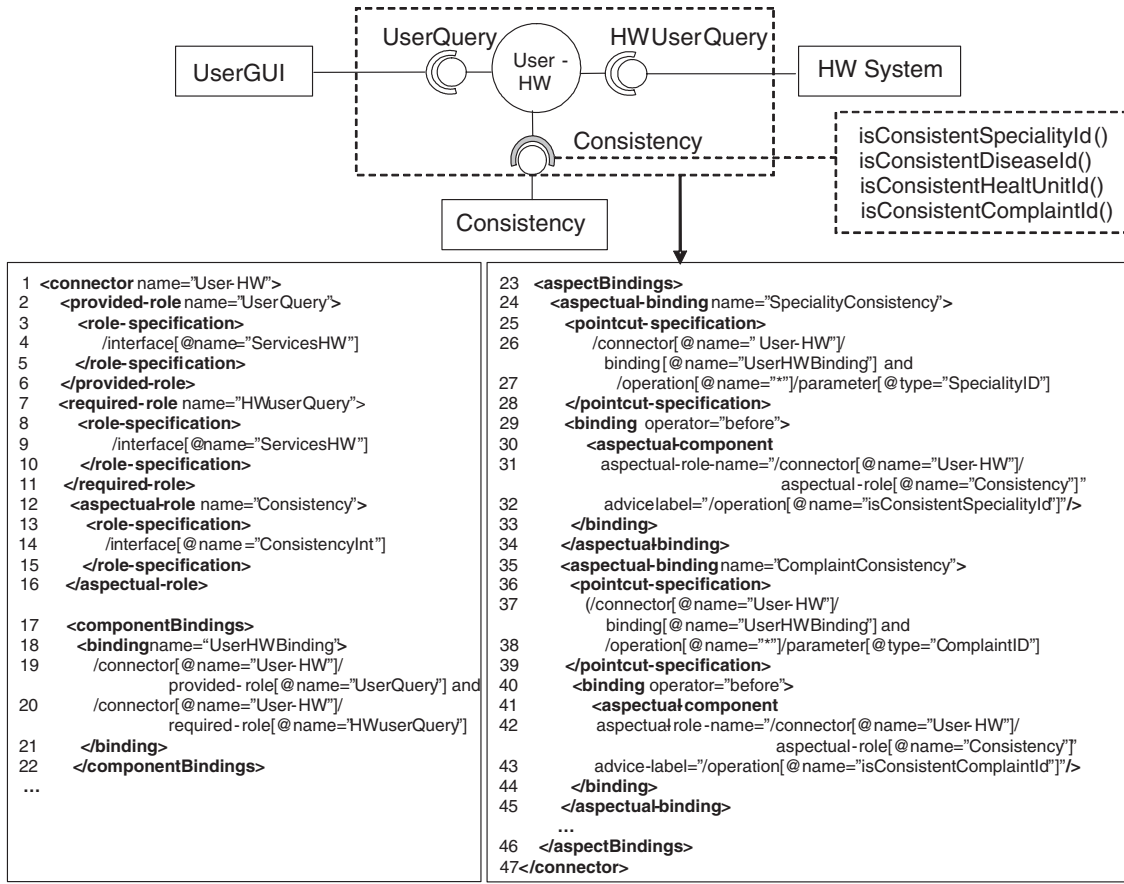 UserQuery
HWUserQuery
UserGUI
User -
HW
HW System
Consistency
isConsistentSpecialityId()
isConsistentDiseaseId()
isConsistentHealtUnitId()
isConsistentComplaintId()
Consistency
1 <connector name="User-HW">
2 <provided-role name="UserQuery">
3 <role-specification>
4 /interface[@name="ServicesHW"]
5 </role-specification>
6 </provided-role>
7 <required-role name="HWuserQuery">
8 <role-specification>
9 /interface[@name="ServicesHW"]
10 </role-specification>
11 </required-role>
12 <aspectual-role name="Consistency">
13 <role-specification>
14 /interface[@name="ConsistencyInt"]
15 </role-specification>
16 </aspectual-role>
17 <componentBindings>
18 <binding name="UserHWBinding">
19 /connector[@name="User-HW"]/
provided-role[@name="UserQuery"] and
20 /connector[@name="User-HW"]/
required-role[@name="HWuserQuery"]
21 </binding>
22 </componentBindings>
...
23 <aspectBindings>
24 <aspectual-binding name="SpecialityConsistency">
25 <pointcut-specification>
26 /connector[@name=" User-HW"]/
binding[@name="UserHWBinding"] and
27 /operation[@name="*"]/parameter[@type="SpecialityID"]
28 </pointcut-specification>
29 <binding operator="before">
30 <aspectual-component
31 aspectual-role-name="/connector[@name="User-HW"]/
aspectual-role[@name="Consistency"]"
32 advicelabel="/operation[@name="isConsistentSpecialityId"]"/>
33 </binding>
34 </aspectual-binding>
35 <aspectual-binding name="ComplaintConsistency">
36 <pointcut-specification>
37 (/connector[@name="User-HW"]/
binding[@name="UserHWBinding"] and
38 /operation[@name="*"]/parameter[@type="ComplaintID"]
39 </pointcut-specification>
40 <binding operator="before">
41 <aspectual-component
42 aspectual-role-name="/connector[@name="User-HW"]/
aspectual-role[@name="Consistency"]"
43 advice-label="/operation[@name="isConsistentComplaintId"]"/>
44 </binding>
45 </aspectual-binding>
...
46 </aspectBindings>
47</connector>